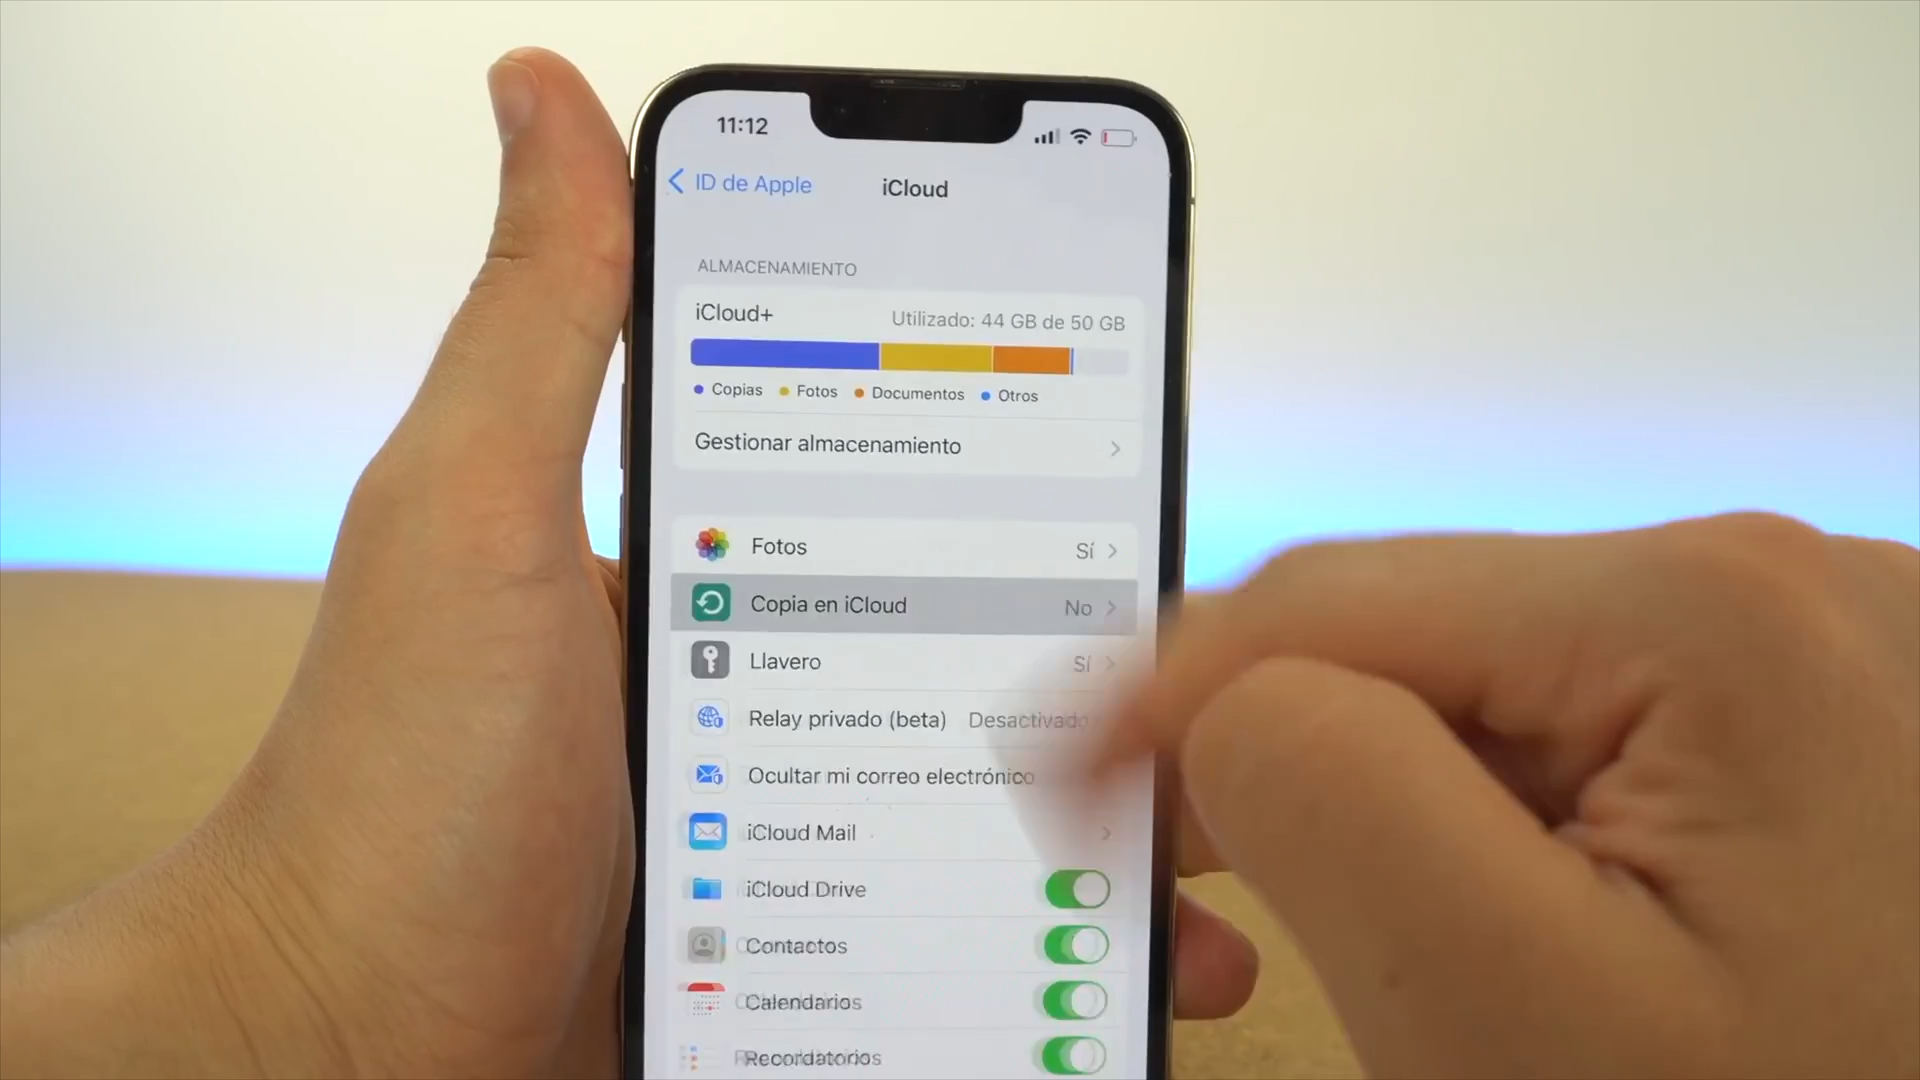 11:12
ID de Apple
iCloud
ALMACENAMIENTO
iCloud+
Utilizado: 44 GB de 50 GB
Copias
Fotos
Documentos
Otros
Gestionar almacenamiento
Fotos
Sí
Copia en iCloud
No
Llavero
Sí
Relay privado (beta)
Desactivado
Ocultar mi correo electrónico
iCloud Mail
iCloud Drive
Contactos
Calendarios
Recordatorios